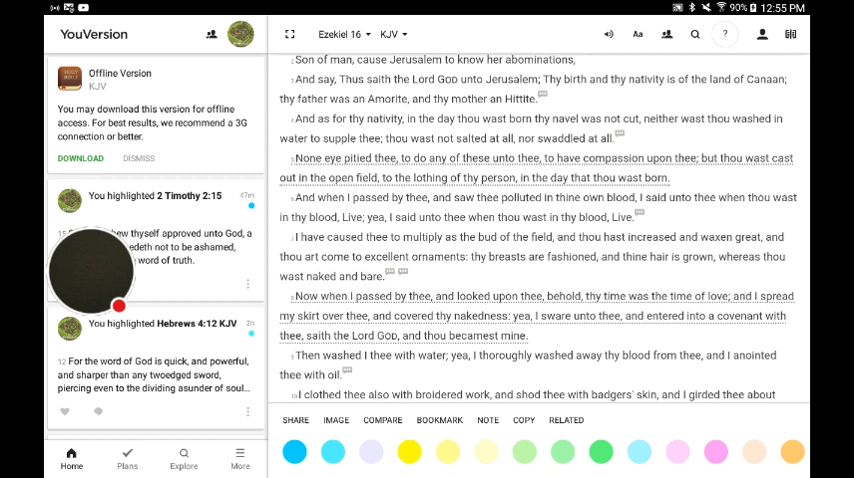 90% 12:55 PM
YouVersion
Offline Version
KJV
You may download this version for offline
access. For best results, we recommend a 3G
connection or better.
DOWNLOAD DISMISS
You highlighted 2 Timothy 2:15 47m
15 hew thyself approved unto God, a
edeth not to be ashamed,
word of truth.
You highlighted Hebrews 4:12 KJV 2h
12 For the word of God is quick, and powerful,
and sharper than any twoedged sword,
piercing even to the dividing asunder of soul...
Home Plans Explore More
Ezekiel 16 KJV Aa ?
2 Son of man, cause Jerusalem to know her abominations,
3 And say, Thus saith the Lord GOD unto Jerusalem; Thy birth and thy nativity is of the land of Canaan;
thy father was an Amorite, and thy mother an Hittite.
4 And as for thy nativity, in the day thou wast born thy navel was not cut, neither wast thou washed in
water to supple thee; thou wast not salted at all, nor swaddled at all.
5 None eye pitied thee, to do any of these unto thee, to have compassion upon thee; but thou wast cast
out in the open field, to the lothing of thy person, in the day that thou wast born.
6 And when I passed by thee, and saw thee polluted in thine own blood, I said unto thee when thou wast
in thy blood, Live; yea, I said unto thee when thou wast in thy blood, Live.
7 I have caused thee to multiply as the bud of the field, and thou hast increased and waxen great, and
thou art come to excellent ornaments: thy breasts are fashioned, and thine hair is grown, whereas thou
wast naked and bare.
8 Now when I passed by thee, and looked upon thee, behold, thy time was the time of love; and I spread
my skirt over thee, and covered thy nakedness: yea, I sware unto thee, and entered into a covenant with
thee, saith the Lord GOD, and thou becamest mine.
9 Then washed I thee with water; yea, I thoroughly washed away thy blood from thee, and I anointed
thee with oil.
10 I clothed thee also with broidered work, and shod thee with badgers' skin, and I girded thee about
SHARE IMAGE COMPARE BOOKMARK NOTE COPY RELATED